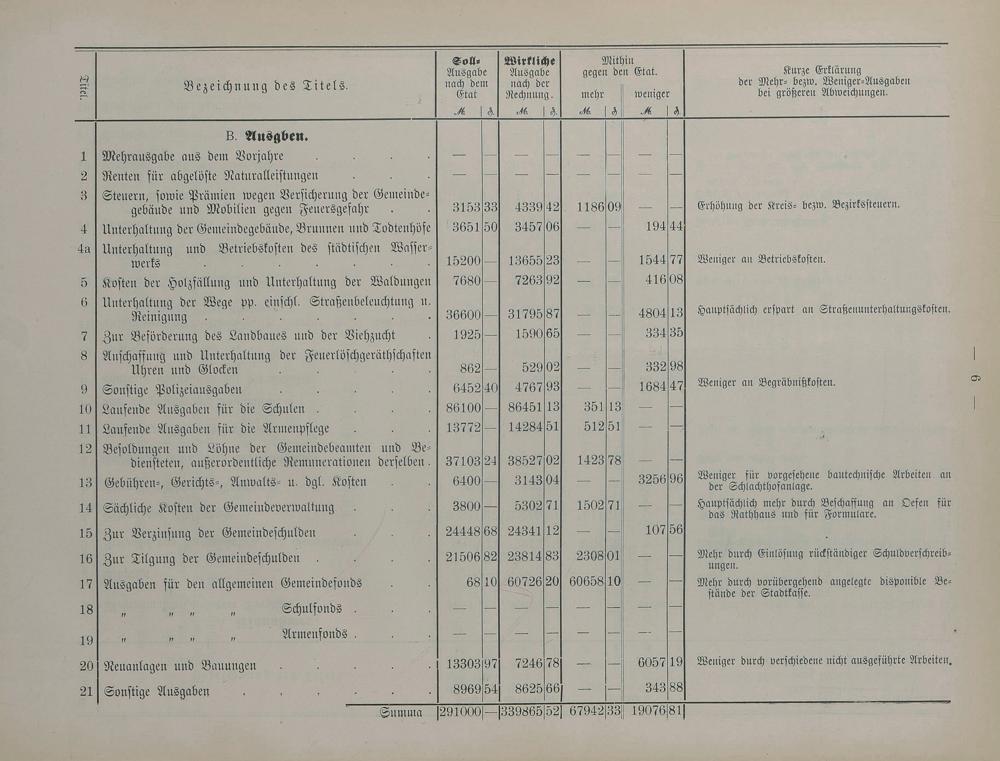 Titel. | Bezeichnung des Titels. | Soll= Ausgabe nach dem Etat | Wirkliche Ausgabe nach der Rechnung. | Mithin gegen den Etat. mehr | weniger | Kurze Erklärung der Mehr= bezw. Weniger=Ausgaben bei größeren Abweichungen.
B. Ausgben.
1 Mehrausgabe aus dem Vorjahre . . . . — — — — — — — —
2 Renten für abgelöste Naturalleistungen . . . — — — — — — — —
3 Steuern, sowie Prämien wegen Versicherung der Gemeinde=
gebäude und Mobilien gegen Feuersgefahr . . 3153 33 4339 42 1186 09 — — Erhöhung der Kreis= bezw. Bezirkssteuern.
4 Unterhaltung der Gemeindegebäude, Brunnen und Todtenhöfe 3651 50 3457 06 — — 194 44
4a Unterhaltung und Betriebskosten des städtischen Wasser=
werks . . . . . . . 15200 — 13655 23 — — 1544 77 Weniger an Betriebskosten.
5 Kosten der Holzfällung und Unterhaltung der Waldungen 7680 — 7263 92 — — 416 08
6 Unterhaltung der Wege pp. einschl. Straßenbeleuchtung u.
Reinigung . . . . . . . 36600 — 31795 87 — — 4804 13 Hauptsächlich erspart an Straßenunterhaltungskosten.
7 Zur Beförderung des Landbaues und der Viehzucht . 1925 — 1590 65 — — 334 35
8 Anschaffung und Unterhaltung der Feuerlöschgeräthschaften
Uhren und Glocken . . . . . 862 — 529 02 — — 332 98
9 Sonstige Polizeiausgaben . . . . . 6452 40 4767 93 — — 1684 47 Weniger an Begräbnißkosten.
10 Laufende Ausgaben für die Schulen . . . . 86100 — 86451 13 351 13 — —
11 Laufende Ausgaben für die Armenpflege . . . 13772 — 14284 51 512 51 — —
12 Besoldungen und Löhne der Gemeindebeamten und Be=
diensteten, außerordentliche Remunerationen derselben . 37103 24 38527 02 1423 78 — —
13 Gebühren=, Gerichts=, Anwalts= u. dgl. Kosten . . 6400 — 3143 04 — — 3256 96 Weniger für vorgesehene bautechnische Arbeiten an
der Schlachthofanlage.
14 Sächliche Kosten der Gemeindeverwaltung . . . 3800 — 5302 71 1502 71 — — Hauptsächlich mehr durch Beschaffung an Oefen für
das Rathhaus und für Formulare.
15 Zur Verzinsung der Gemeindeschulden . . . 24448 68 24341 12 — — 107 56
16 Zur Tilgung der Gemeindeschulden . . . . 21506 82 23814 83 2308 01 — — Mehr durch Einlösung rückständiger Schuldverschreib=
ungen.
17 Ausgaben für den allgemeinen Gemeindefonds . . 68 10 60726 20 60658 10 — — Mehr durch vorübergehend angelegte disponible Be=
stände der Stadtkasse.
18 " " " " Schulfonds . . . — — — — — — — —
19 " " " " Armenfonds . . . — — — — — — — —
20 Neuanlagen und Bauungen . . . . . 13303 97 7246 78 — — 6057 19 Weniger durch verschiedene nicht ausgeführte Arbeiten.
21 Sonstige Ausgaben . . . . . . 8969 54 8625 66 — — 343 88
Summa 291000 — 339865 52 67942 33 19076 81
— 6 —